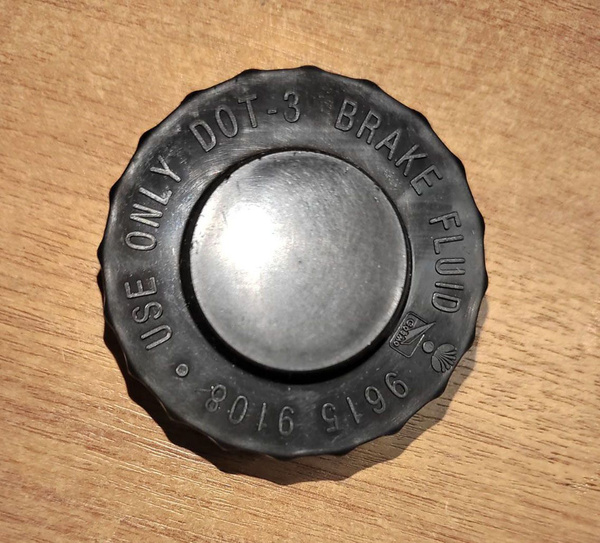 • USE ONLY DOT-3 BRAKE FLUID
9615 9108